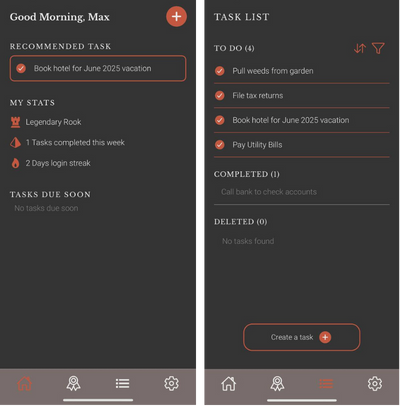 Good Morning, Max
RECOMMENDED TASK
Book hotel for June 2025 vacation
MY STATS
Legendary Rook
1 Tasks completed this week
2 Days login streak
TASKS DUE SOON
No tasks due soon
TASK LIST
TO DO (4)
Pull weeds from garden
File tax returns
Book hotel for June 2025 vacation
Pay Utility Bills
COMPLETED (1)
Call bank to check accounts
DELETED (0)
No tasks found
Create a task